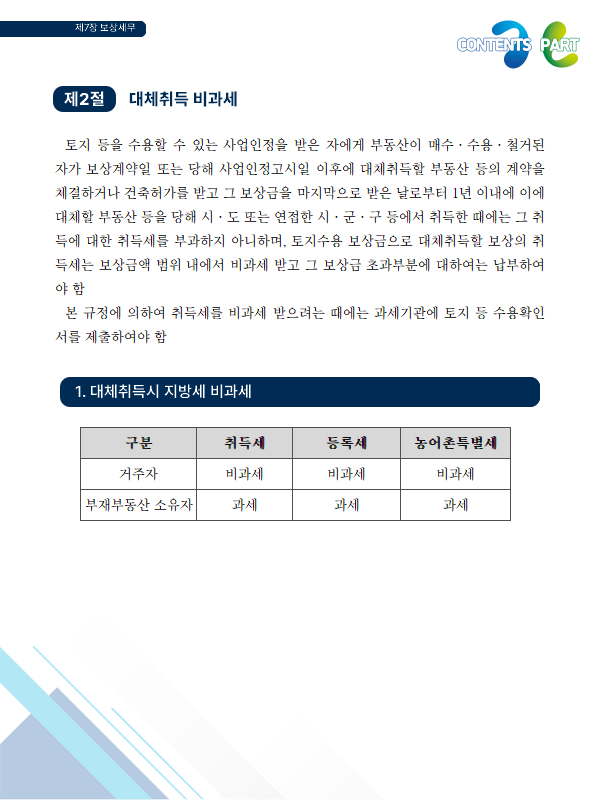 제7장 보상세무
CONTENTS PART
제2절 대체취득 비과세
토지 등을 수용할 수 있는 사업인정을 받은 자에게 부동산이 매수 · 수용 · 철거된
자가 보상계약일 또는 당해 사업인정고시일 이후에 대체취득할 부동산 등의 계약을
체결하거나 건축허가를 받고 그 보상금을 마지막으로 받은 날로부터 1년 이내에 이에
대체할 부동산 등을 당해 시 · 도 또는 연접한 시 · 군 · 구 등에서 취득한 때에는 그 취
득에 대한 취득세를 부과하지 아니하며, 토지수용 보상금으로 대체취득할 보상의 취
득세는 보상금액 범위 내에서 비과세 받고 그 보상금 초과부분에 대하여는 납부하여
야 함
본 규정에 의하여 취득세를 비과세 받으려는 때에는 과세기관에 토지 등 수용확인
서를 제출하여야 함
1. 대체취득시 지방세 비과세
구분 취득세 등록세 농어촌특별세
거주자 비과세 비과세 비과세
부재부동산 소유자 과세 과세 과세